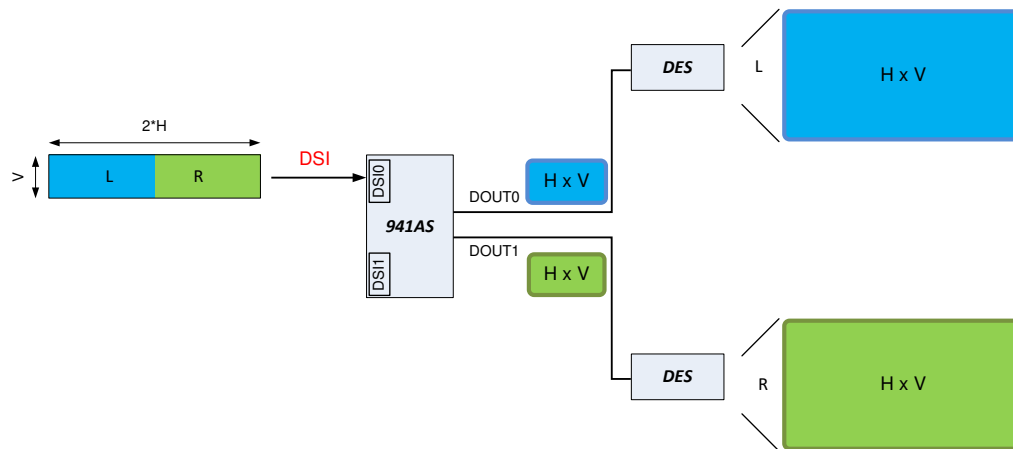 2*H
V
L
R
DSI
DSI0
941AS
DSI1
DOUT0
DOUT1
H x V
H x V
DES
L
H x V
DES
R
H x V